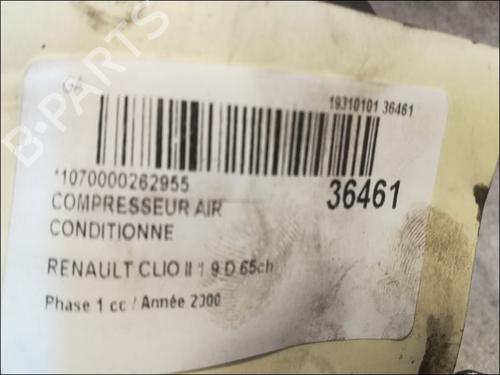 G4
19310101 36461
*1070000262955
36461
COMPRESSEUR AIR
CONDITIONNE
RENAULT CLIO II 1 9 D 65ch
Phase 1 cc / Année 2000
B-PARTS